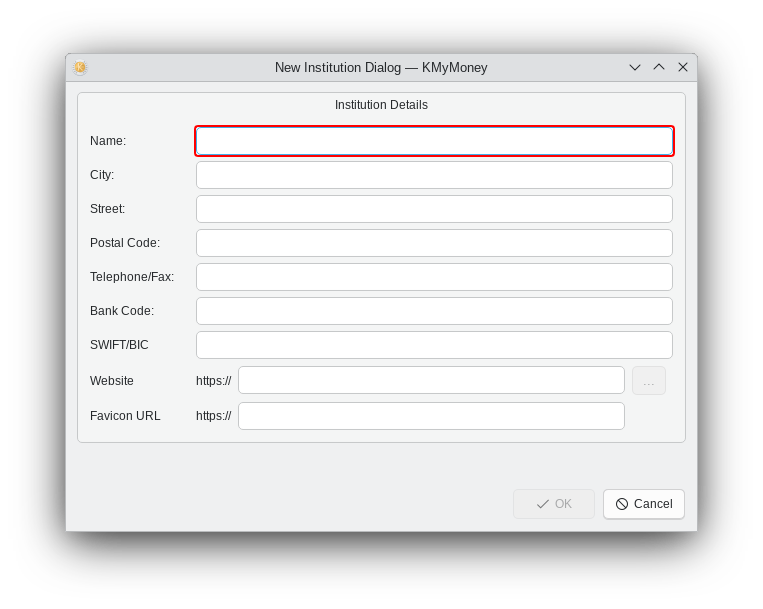 New Institution Dialog — KMyMoney
Institution Details
Name:
City:
Street:
Postal Code:
Telephone/Fax:
Bank Code:
SWIFT/BIC
Website https:// ...
Favicon URL https://
OK Cancel